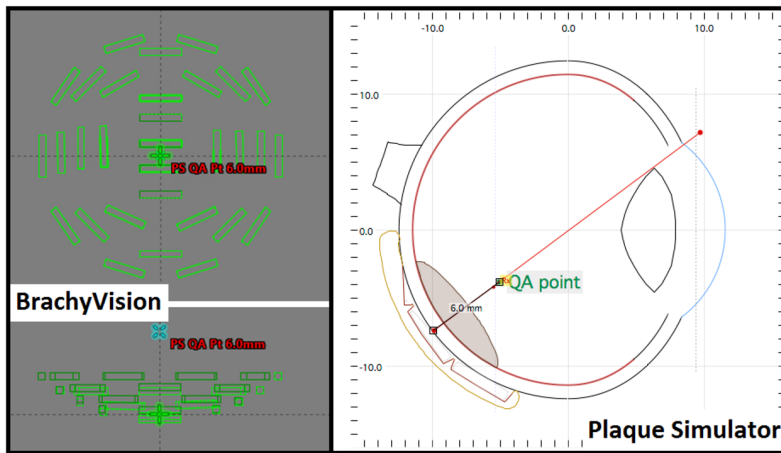 PS QA Pt 6.0mm
BrachyVision
PS QA Pt 6.0mm
-10.0
0.0
10.0
10.0
0.0
-10.0
QA point
6.0 mm
Plaque Simulator